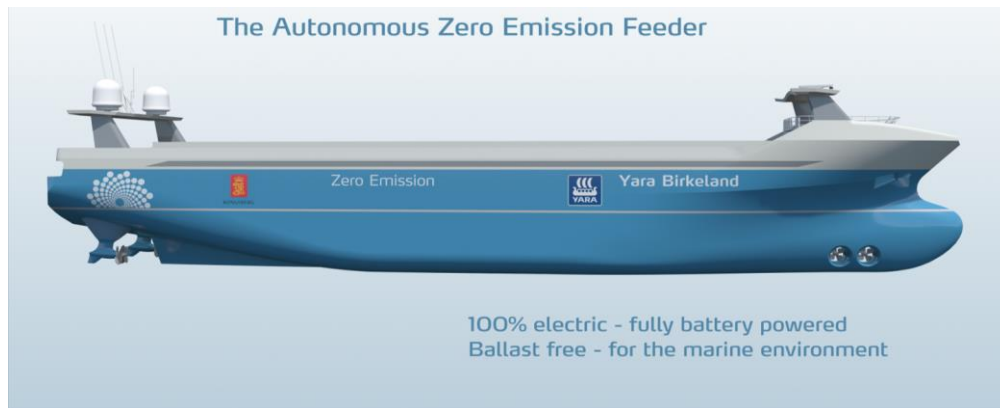 The Autonomous Zero Emission Feeder
Zero Emission
YARA
Yara Birkeland
100% electric - fully battery powered
Ballast free - for the marine environment